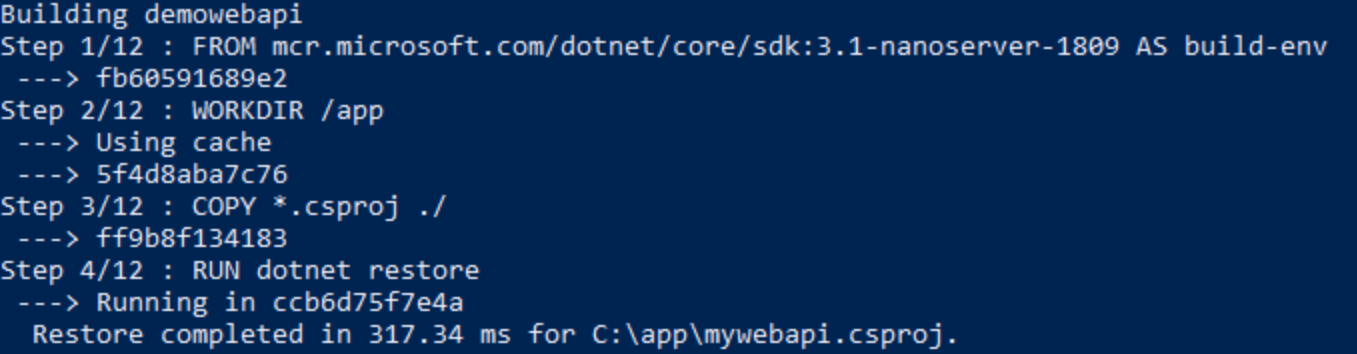 Building demowebapi
Step 1/12 : FROM mcr.microsoft.com/dotnet/core/sdk:3.1-nanoserver-1809 AS build-env
 ---> fb60591689e2
Step 2/12 : WORKDIR /app
 ---> Using cache
 ---> 5f4d8aba7c76
Step 3/12 : COPY *.csproj ./
 ---> ff9b8f134183
Step 4/12 : RUN dotnet restore
 ---> Running in ccb6d75f7e4a
  Restore completed in 317.34 ms for C:\app\mywebapi.csproj.